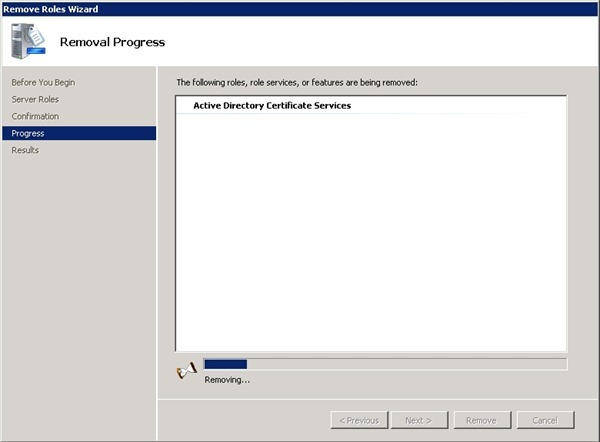 Remove Roles Wizard
Removal Progress
Before You Begin
Server Roles
Confirmation
Progress
Results
The following roles, role services, or features are being removed:
Active Directory Certificate Services
Removing...
< Previous
Next >
Remove
Cancel